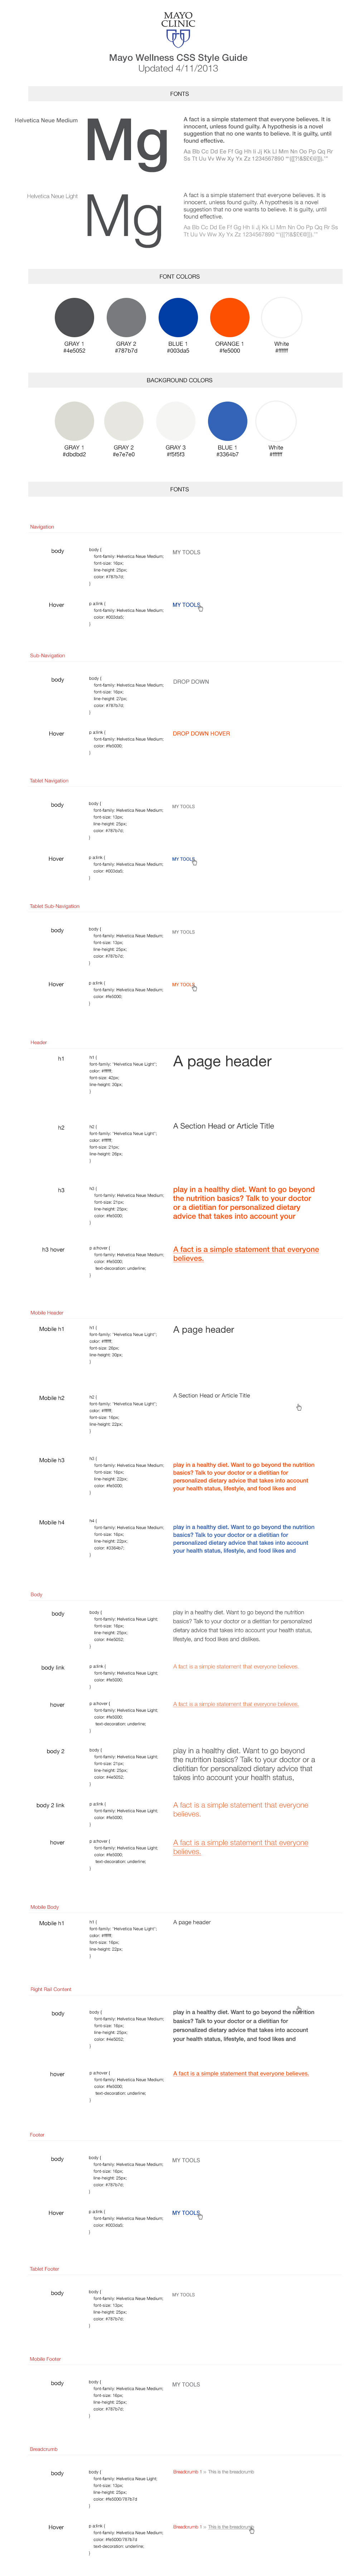 MAYO
CLINIC
Mayo Wellness CSS Style Guide
Updated 4/11/2013
FONTS
Helvetica Neue Medium
Mg
A fact is a simple statement that everyone believes. It is
innocent, unless found guilty. A hypothesis is a novel
suggestion that no one wants to believe. It is guilty, until
found effective.
Aa Bb Cc Dd Ee Ff Gg Hh Ii Jj Kk Ll Mm Nn Oo Pp Qq Rr
Ss Tt Uu Vv Ww Xy Yx Zz 1234567890
Helvetica Neue Light
Mg
A fact is a simple statement that everyone believes. It is
innocent, unless found guilty. A hypothesis is a novel
suggestion that no one wants to believe. It is guilty, until
found effective.
Aa Bb Cc Dd Ee Ff Gg Hh Ii Jj Kk Ll Mm Nn Oo Pp Qq Rr Ss
Tt Uu Vv Ww Xy Yx Zz 1234567890
FONT COLORS
GRAY 1
#4e5052
GRAY 2
#787b7d
BLUE 1
#003da5
ORANGE 1
#fe5000
White
#ffffff
BACKGROUND COLORS
GRAY 1
#dbdbd2
GRAY 2
#e7e7e0
GRAY 3
#f5f5f3
BLUE 1
#3364b7
White
#ffffff
FONTS
Navigation
body
body {
font-family: Helvetica Neue Medium;
font-size: 16px;
line-height: 25px;
color: #787b7d;
}
MY TOOLS
Hover
p a:link {
font-family: Helvetica Neue Medium;
color: #003da5;
}
MY TOOLS
Sub-Navigation
body
body {
font-family: Helvetica Neue Medium;
font-size: 16px;
line-height: 27px;
color: #787b7d;
}
DROP DOWN
Hover
p a:link {
font-family: Helvetica Neue Medium;
color: #fe5000;
}
DROP DOWN HOVER
Tablet Navigation
body
body {
font-family: Helvetica Neue Medium;
font-size: 13px;
line-height: 25px;
color: #787b7d;
}
MY TOOLS
Hover
p a:link {
font-family: Helvetica Neue Medium;
color: #003da5;
}
MY TOOLS
Tablet Sub-Navigation
body
body {
font-family: Helvetica Neue Medium;
font-size: 13px;
line-height: 25px;
color: #787b7d;
}
MY TOOLS
Hover
p a:link {
font-family: Helvetica Neue Medium;
color: #fe5000;
}
MY TOOLS
Header
h1
h1 {
font-family: "Helvetica Neue Light";
color: #ffffff;
font-size: 42px;
line-height: 30px;
}
A page header
h2
h2 {
font-family: "Helvetica Neue Light";
color: #ffffff;
font-size: 21px;
line-height: 28px;
}
A Section Head or Article Title
h3
h2 {
font-family: Helvetica Neue Medium;
font-size: 21px;
line-height: 25px;
color: #fe5000;
}
play in a healthy diet. Want to go beyond
the nutrition basics? Talk to your doctor
or a dietitian for personalized dietary
advice that takes into account your
h3 hover
p a:hover {
font-family: Helvetica Neue Medium;
color: #fe5000;
text-decoration: underline;
}
A fact is a simple statement that everyone
believes.
Mobile Header
Mobile h1
h1 {
font-family: "Helvetica Neue Light";
color: #ffffff;
font-size: 26px;
line-height: 30px;
}
A page header
Mobile h2
h2 {
font-family: "Helvetica Neue Light";
color: #ffffff;
font-size: 16px;
line-height: 22px;
}
A Section Head or Article Title
Mobile h3
h3 {
font-family: Helvetica Neue Medium;
font-size: 16px;
line-height: 22px;
color: #fe5000;
}
play in a healthy diet. Want to go beyond the nutrition
basics? Talk to your doctor or a dietitian for
personalized dietary advice that takes into account
your health status, lifestyle, and food likes and
Mobile h4
h4 {
font-family: Helvetica Neue Medium;
font-size: 16px;
line-height: 22px;
color: #3364b7;
}
play in a healthy diet. Want to go beyond the nutrition
basics? Talk to your doctor or a dietitian for
personalized dietary advice that takes into account
your health status, lifestyle, and food likes and
Body
body
body {
font-family: Helvetica Neue Light;
font-size: 16px;
line-height: 25px;
color: #4e5052;
}
play in a healthy diet. Want to go beyond the nutrition
basics? Talk to your doctor or a dietitian for personalized
dietary advice that takes into account your health status,
lifestyle, and food likes and dislikes.
body link
p a:link {
font-family: Helvetica Neue Light;
color: #fe5000;
}
A fact is a simple statement that everyone believes.
hover
p a:hover {
font-family: Helvetica Neue Light;
color: #fe5000;
text-decoration: underline;
}
A fact is a simple statement that everyone believes.
body 2
body {
font-family: Helvetica Neue Light;
font-size: 21px;
line-height: 25px;
color: #4e5052;
}
play in a healthy diet. Want to go beyond
the nutrition basics? Talk to your doctor or a
dietitian for personalized dietary advice that
takes into account your health status,
body 2 link
p a:link {
font-family: Helvetica Neue Light;
color: #fe5000;
}
A fact is a simple statement that everyone
believes.
hover
p a:hover {
font-family: Helvetica Neue Light;
color: #fe5000;
text-decoration: underline;
}
A fact is a simple statement that everyone
believes.
Mobile Body
Mobile h1
h1 {
font-family: "Helvetica Neue Light";
color: #ffffff;
font-size: 16px;
line-height: 22px;
}
A page header
Right Rail Content
body
body {
font-family: Helvetica Neue Medium;
font-size: 16px;
line-height: 25px;
color: #4e5052;
}
play in a healthy diet. Want to go beyond the nutrition
basics? Talk to your doctor or a dietitian for
personalized dietary advice that takes into account
your health status, lifestyle, and food likes and
hover
p a:hover {
font-family: Helvetica Neue Medium;
color: #fe5000;
text-decoration: underline;
}
A fact is a simple statement that everyone believes.
Footer
body
body {
font-family: Helvetica Neue Medium;
font-size: 16px;
line-height: 25px;
color: #787b7d;
}
MY TOOLS
Hover
p a:link {
font-family: Helvetica Neue Medium;
color: #003da5;
}
MY TOOLS
Tablet Footer
body
body {
font-family: Helvetica Neue Medium;
font-size: 13px;
line-height: 25px;
color: #787b7d;
}
MY TOOLS
Mobile Footer
body
body {
font-family: Helvetica Neue Medium;
font-size: 16px;
line-height: 25px;
color: #787b7d;
}
MY TOOLS
Breadcrumb
body
body {
font-family: Helvetica Neue Light;
font-size: 13px;
line-height: 25px;
color: #fe5000/787b7d
}
Breadcrumb 1 > This is the breadcrumb
Hover
p a:link {
font-family: Helvetica Neue Medium;
color: #fe5000/787b7d
text-decoration: underline;
}
Breadcrumb 1 > This is the breadcrumb